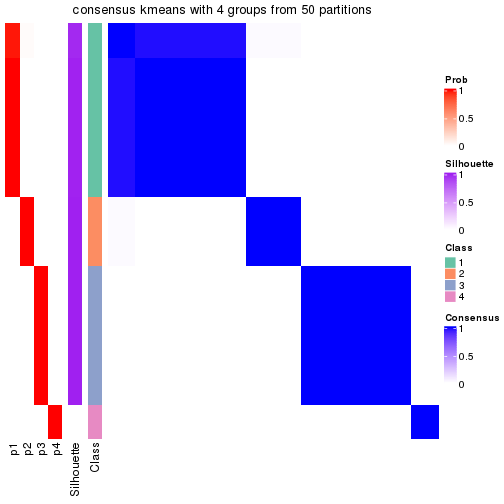 consensus kmeans with 4 groups from 50 partitions
Prob
1
0.5
0
Silhouette
1
0.5
0
Class
1
2
3
4
Consensus
1
0.5
0
p1
p2
p3
p4
Silhouette
Class